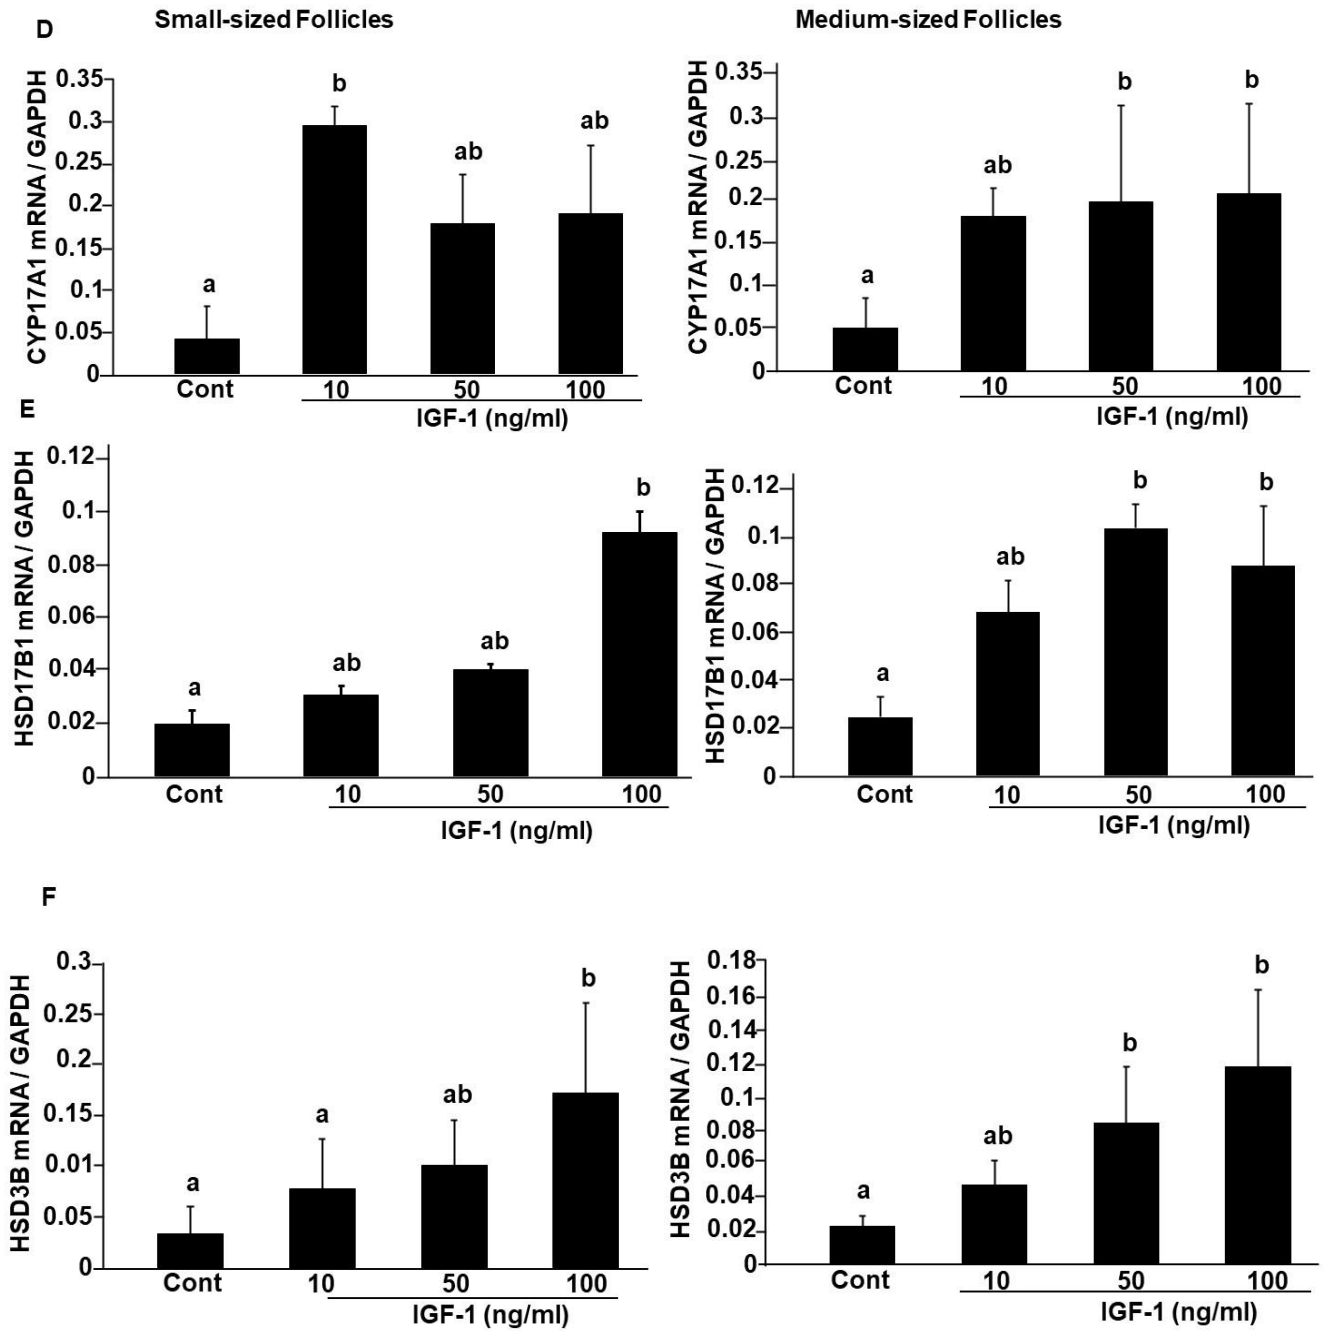 D
Small-sized Follicles
Medium-sized Follicles
CYP17A1 mRNA / GAPDH
0.35
0.3
0.25
0.2
0.15
0.1
0.05
0
a
b
ab
ab
Cont
10
50
100
IGF-1 (ng/ml)
CYP17A1 mRNA / GAPDH
0.35
0.3
0.25
0.2
0.15
0.1
0.05
0
a
ab
b
b
Cont
10
50
100
IGF-1 (ng/ml)
E
HSD17B1 mRNA / GAPDH
0.12
0.1
0.08
0.06
0.04
0.02
0
a
ab
ab
b
Cont
10
50
100
IGF-1 (ng/ml)
HSD17B1 mRNA / GAPDH
0.12
0.1
0.08
0.06
0.04
0.02
0
a
ab
b
b
Cont
10
50
100
IGF-1 (ng/ml)
F
HSD3B mRNA / GAPDH
0.3
0.25
0.2
0.15
0.01
0.05
0
a
a
ab
b
Cont
10
50
100
IGF-1 (ng/ml)
HSD3B mRNA / GAPDH
0.18
0.16
0.14
0.12
0.1
0.08
0.06
0.04
0.02
0
a
ab
b
b
Cont
10
50
100
IGF-1 (ng/ml)